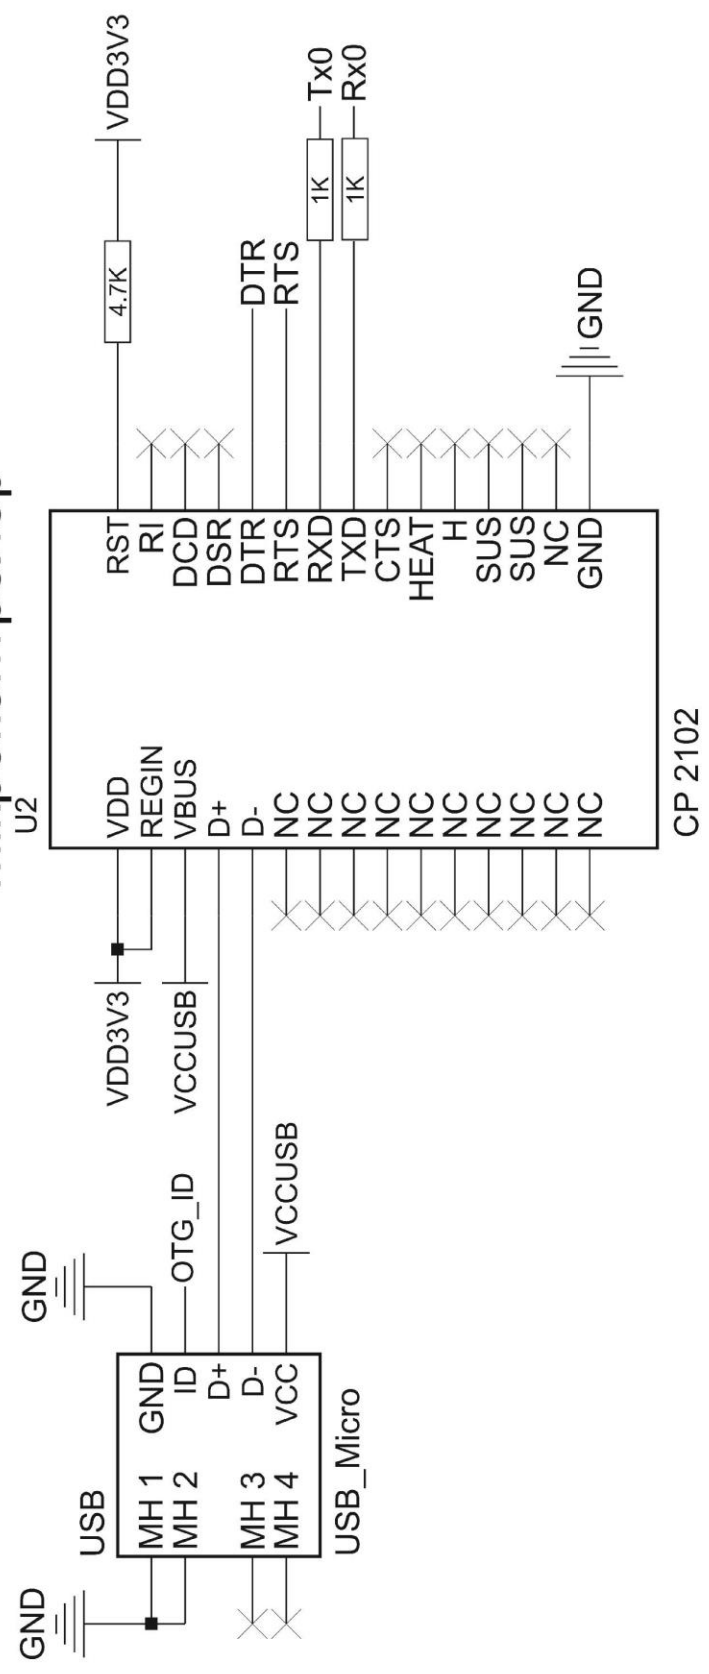 USB
GND
MH 1
MH 2
MH 3
MH 4
GND
ID
D+
D-
VCC
USB_Micro
GND
OTG_ID
VCCUSB
U2
VDD3V3
VCCUSB
VDD
REGIN
VBUS
D+
D-
NC
NC
NC
NC
NC
NC
NC
NC
NC
NC
RST
RI
DCD
DSR
DTR
RTS
RXD
TXD
CTS
HEAT
H
SUS
SUS
NC
GND
CP 2102
4.7K
VDD3V3
DTR
RTS
1K
Tx0
1K
Rx0
GND